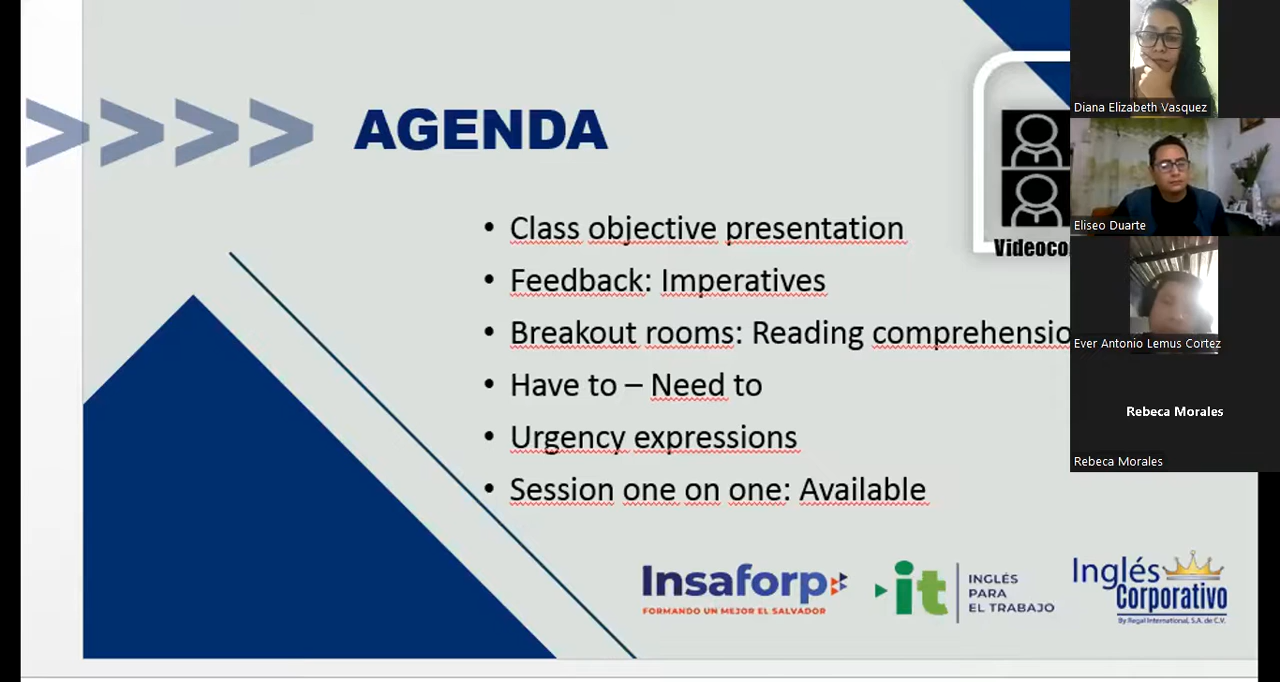 AGENDA
Class objective presentation
Feedback: Imperatives
Breakout rooms: Reading comprehensio
Have to – Need to
Urgency expressions
Session one on one: Available
Videoco
Insaforp
FORMANDO UN MEJOR EL SALVADOR
it
INGLÉS
PARA
EL TRABAJO
Inglés
Corporativo
By Regal International, S.A. de C.V.
Diana Elizabeth Vasquez
Eliseo Duarte
Ever Antonio Lemus Cortez
Rebeca Morales
Rebeca Morales